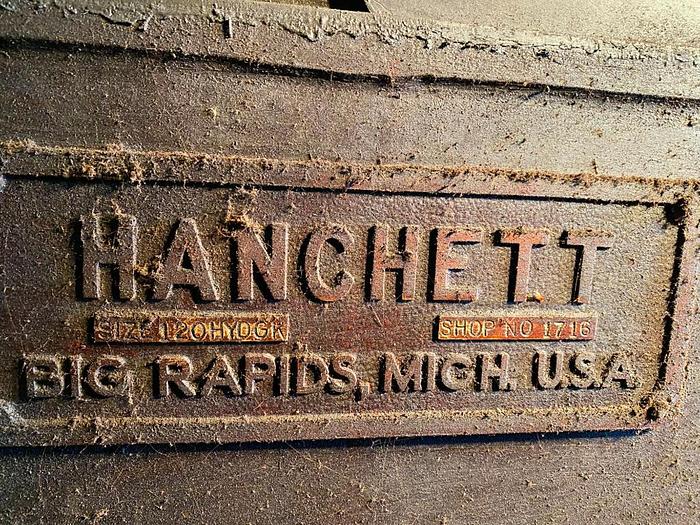 HANCHETT
SIZE 120HYDGK SHOP NO 1716
BIG RAPIDS, MICH. U.S.A.